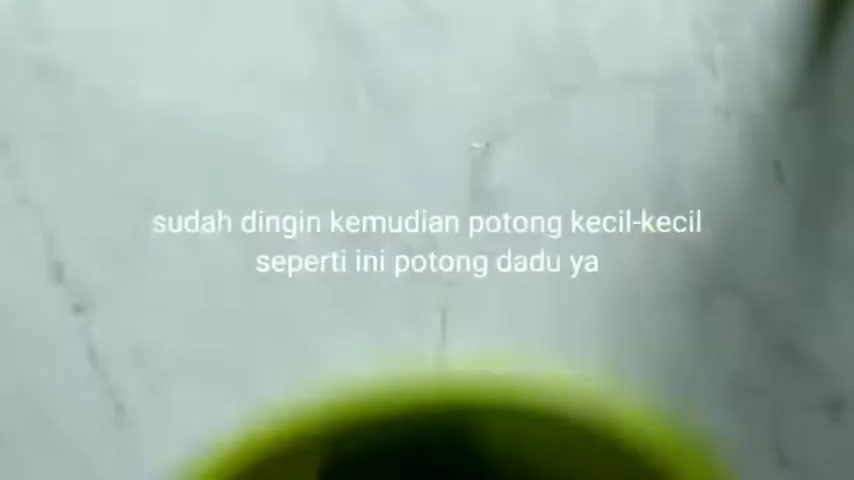 sudah dingin kemudian potong kecil-kecil
seperti ini potong dadu ya